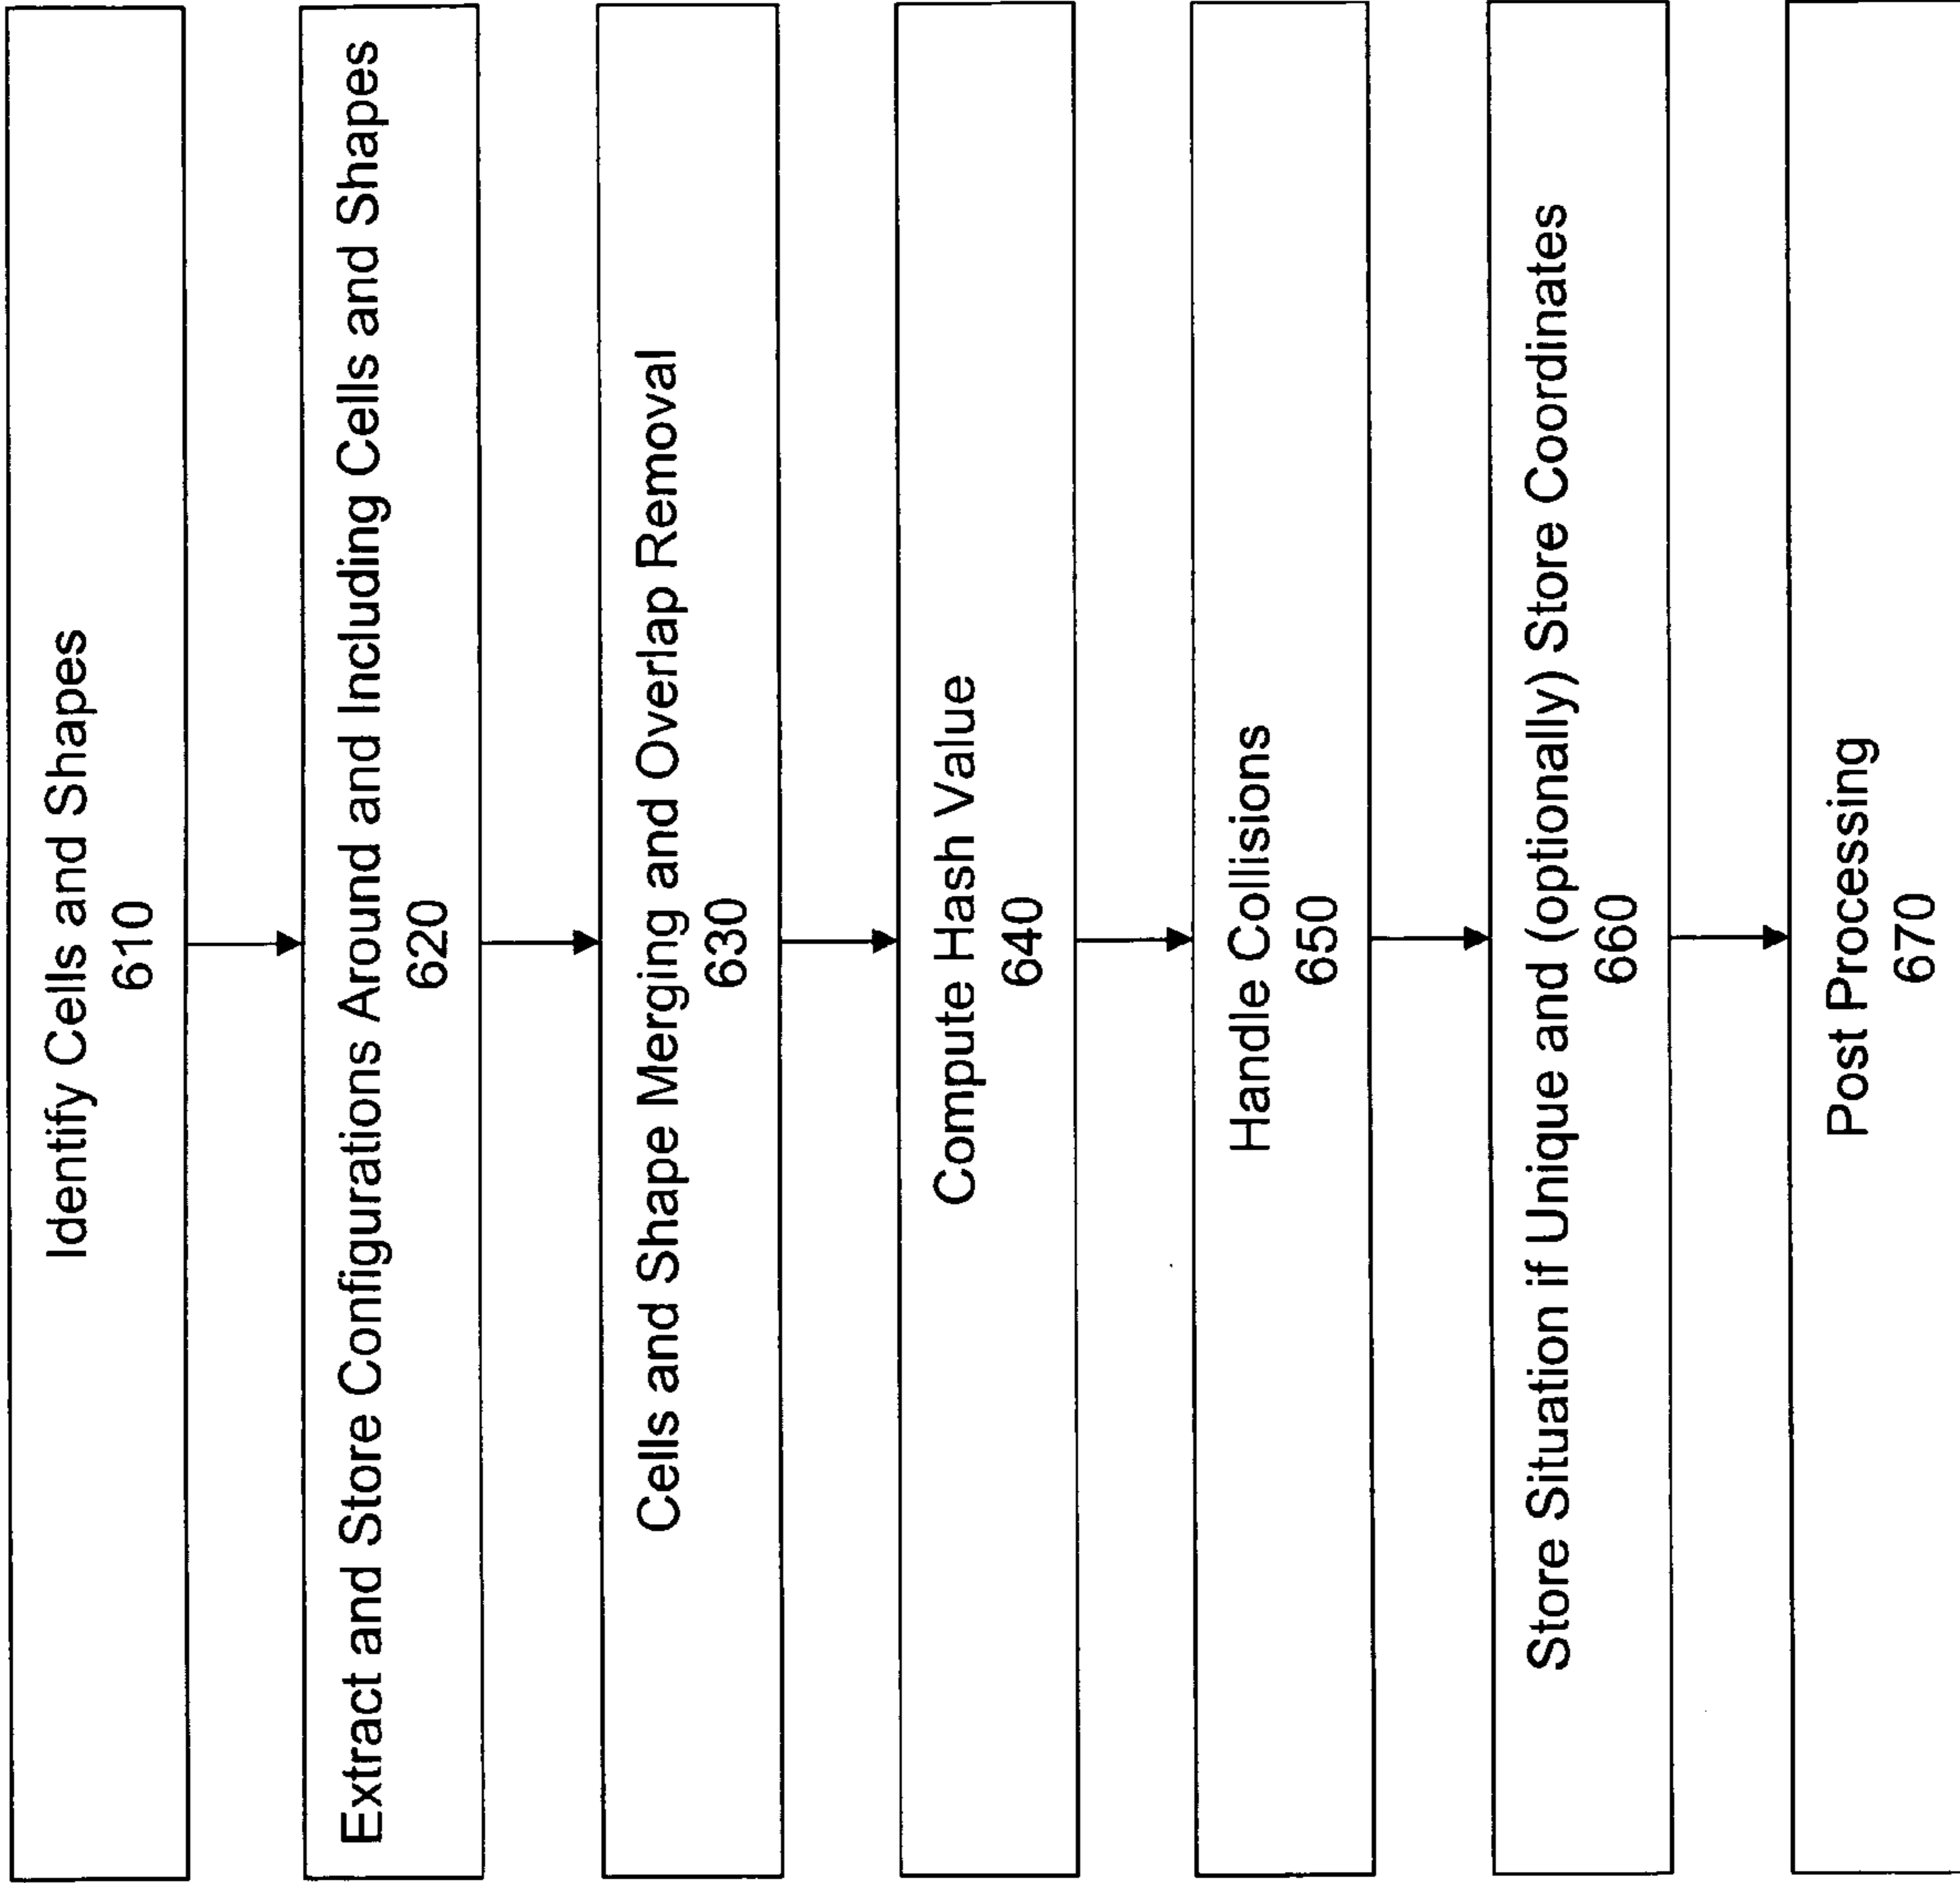 Identify Cells and Shapes
610
Extract and Store Configurations Around and Including Cells and Shapes
620
Cells and Shape Merging and Overlap Removal
630
Compute Hash Value
640
Handle Collisions
650
Store Situation if Unique and (optionally) Store Coordinates
660
Post Processing
670